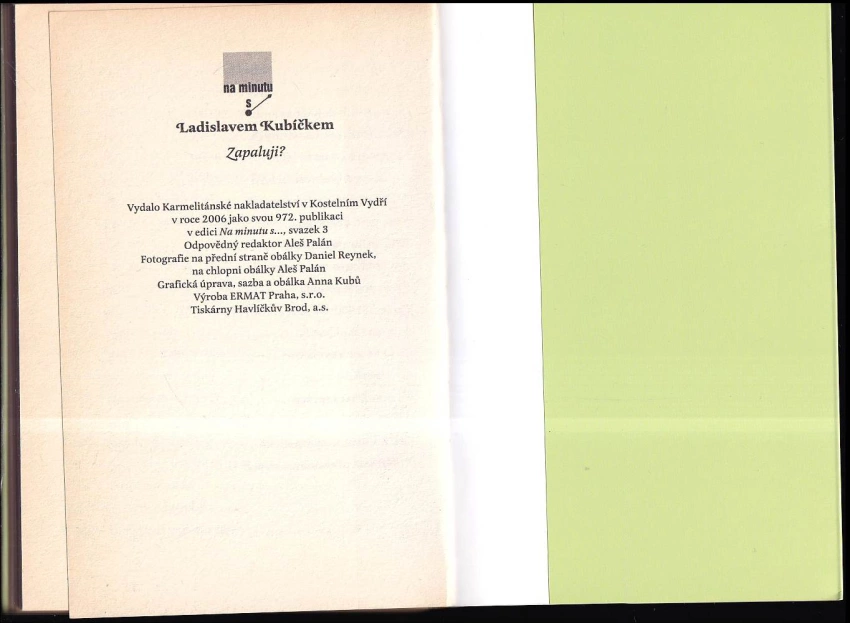 na minutu
s
Ladislavem Kubíčkem
Zapaluji?
Vydalo Karmelitánské nakladatelství v Kostelním Vydří
v roce 2006 jako svou 972. publikaci
v edici Na minutu s..., svazek 3
Odpovědný redaktor Aleš Palán
Fotografie na přední straně obálky Daniel Reynek,
na chlopni obálky Aleš Palán
Grafická úprava, sazba a obálka Anna Kubů
Výroba ERMAT Praha, s.r.o.
Tiskárny Havlíčkův Brod, a.s.